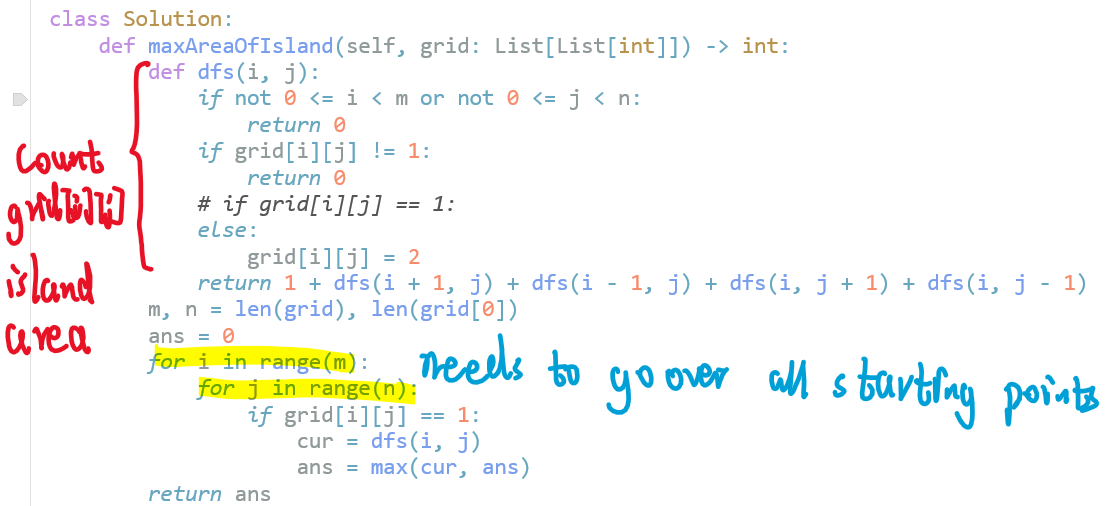 class Solution:
def maxAreaOfIsland(self, grid: List[List[int]]) -> int:
def dfs(i, j):
if not 0 <= i < m or not 0 <= j < n:
return 0
if grid[i][j] != 1:
return 0
# if grid[i][j] == 1:
else:
grid[i][j] = 2
return 1 + dfs(i + 1, j) + dfs(i - 1, j) + dfs(i, j + 1) + dfs(i, j - 1)
m, n = len(grid), len(grid[0])
ans = 0
for i in range(m):
for j in range(n):
if grid[i][j] == 1:
cur = dfs(i, j)
ans = max(cur, ans)
return ans
count
grid[i][j]
island
area
needs to go over all starting points